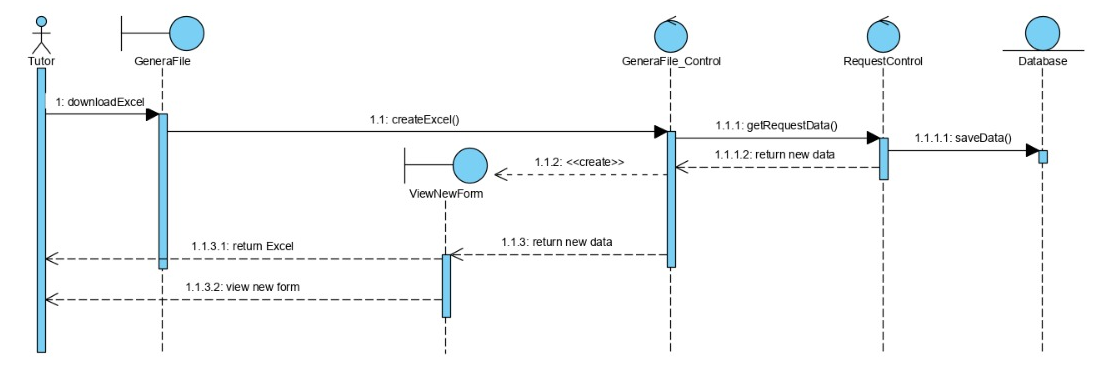 Tutor
GeneraFile
GeneraFile_Control
RequestControl
Database
1: downloadExcel
1.1: createExcel()
1.1.1: getRequestData()
1.1.1.1: saveData()
1.1.1.2: return new data
1.1.2: <<create>>
ViewNewForm
1.1.3: return new data
1.1.3.1: return Excel
1.1.3.2: view new form